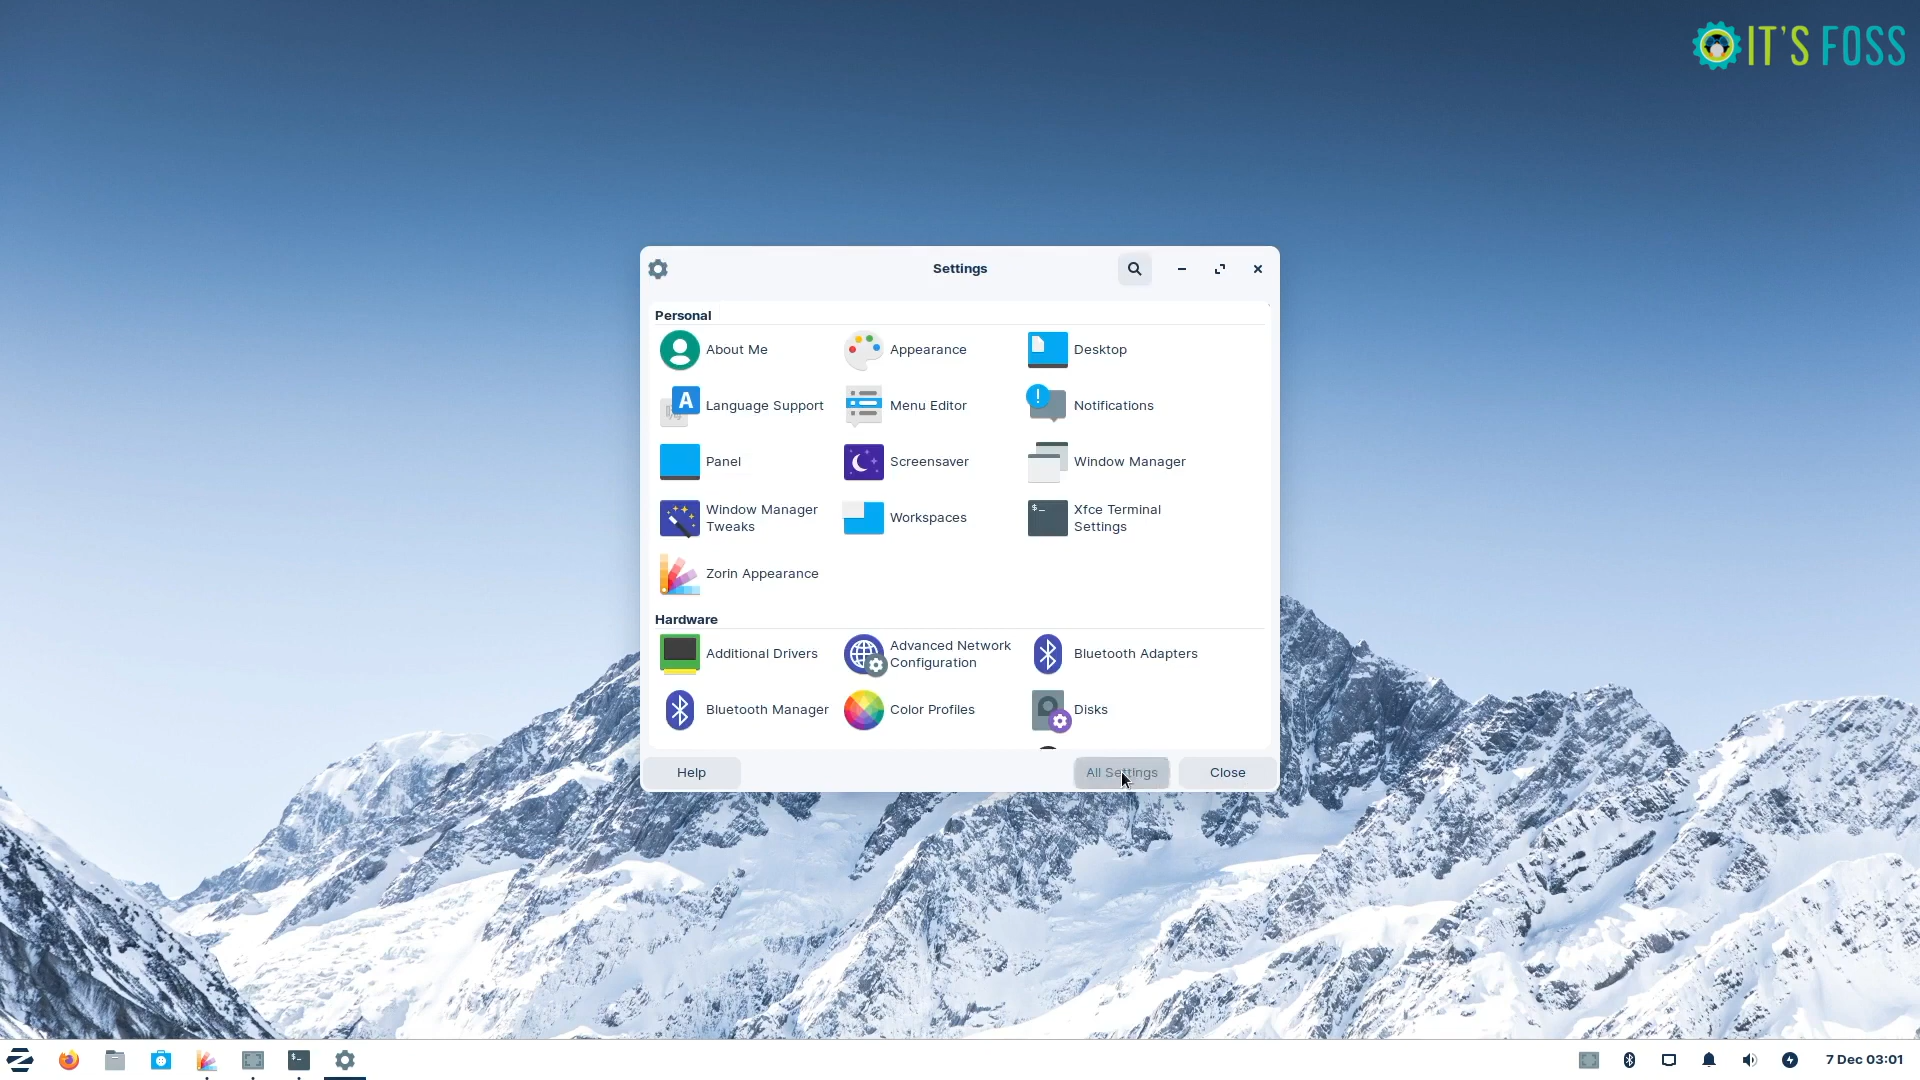 IT'S FOSS
Settings
Personal
About Me
Appearance
Desktop
A
Language Support
Menu Editor
!
Notifications
Panel
Screensaver
Window Manager
Window Manager
Tweaks
Workspaces
$_
Xfce Terminal
Settings
Zorin Appearance
Hardware
Additional Drivers
Advanced Network
Configuration
Bluetooth Adapters
Bluetooth Manager
Color Profiles
Disks
Help
All Settings
Close
$_
7 Dec 03:01